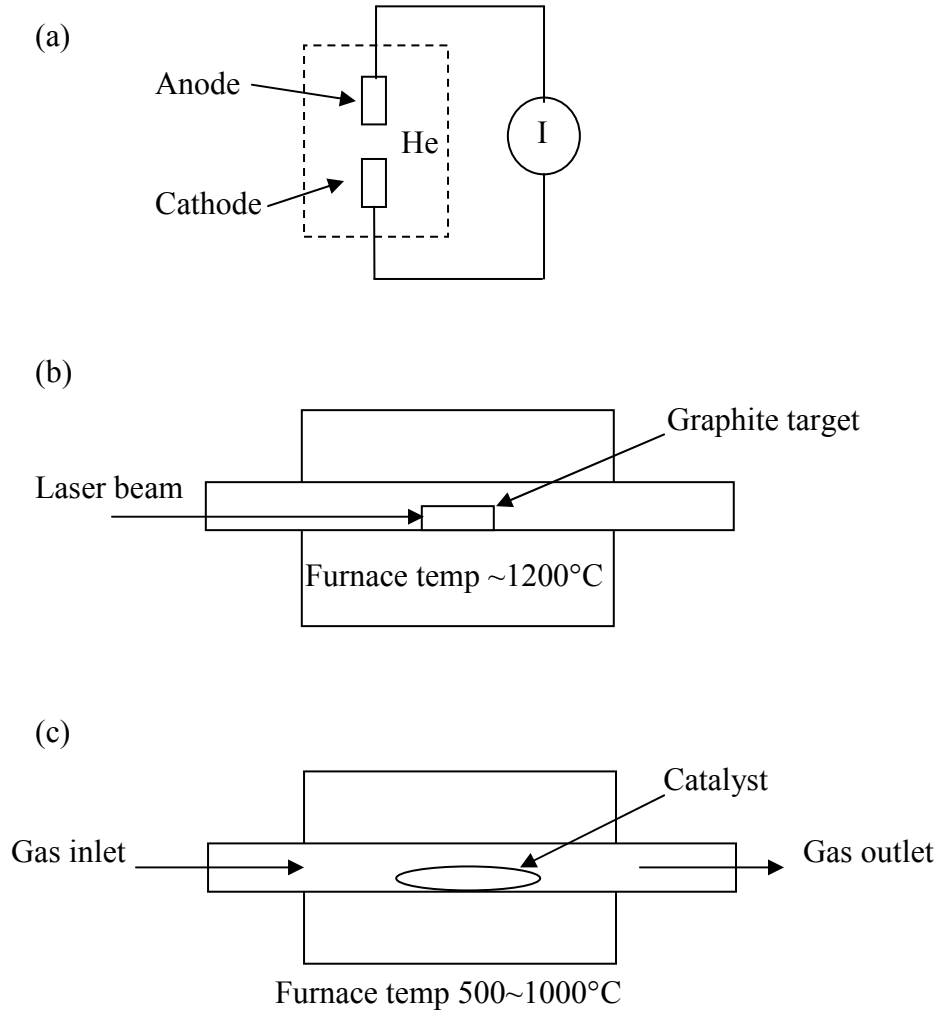 (a)
Anode
He
I
Cathode
(b)
Graphite target
Laser beam
Furnace temp ~1200°C
(c)
Catalyst
Gas inlet
Gas outlet
Furnace temp 500~1000°C